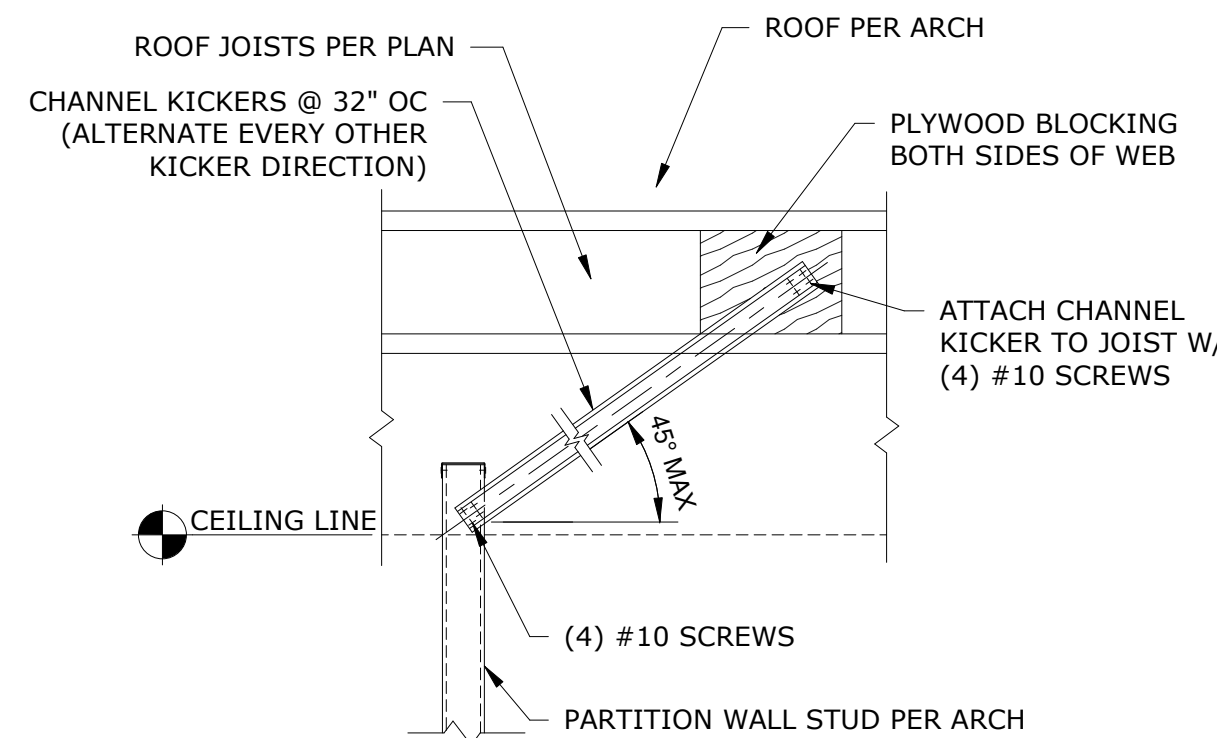 ROOF PER ARCH
ROOF JOISTS PER PLAN
CHANNEL KICKERS @ 32" OC
(ALTERNATE EVERY OTHER
KICKER DIRECTION)
PLYWOOD BLOCKING
BOTH SIDES OF WEB
ATTACH CHANNEL
KICKER TO JOIST W/
(4) #10 SCREWS
45° MAX
CEILING LINE
(4) #10 SCREWS
PARTITION WALL STUD PER ARCH